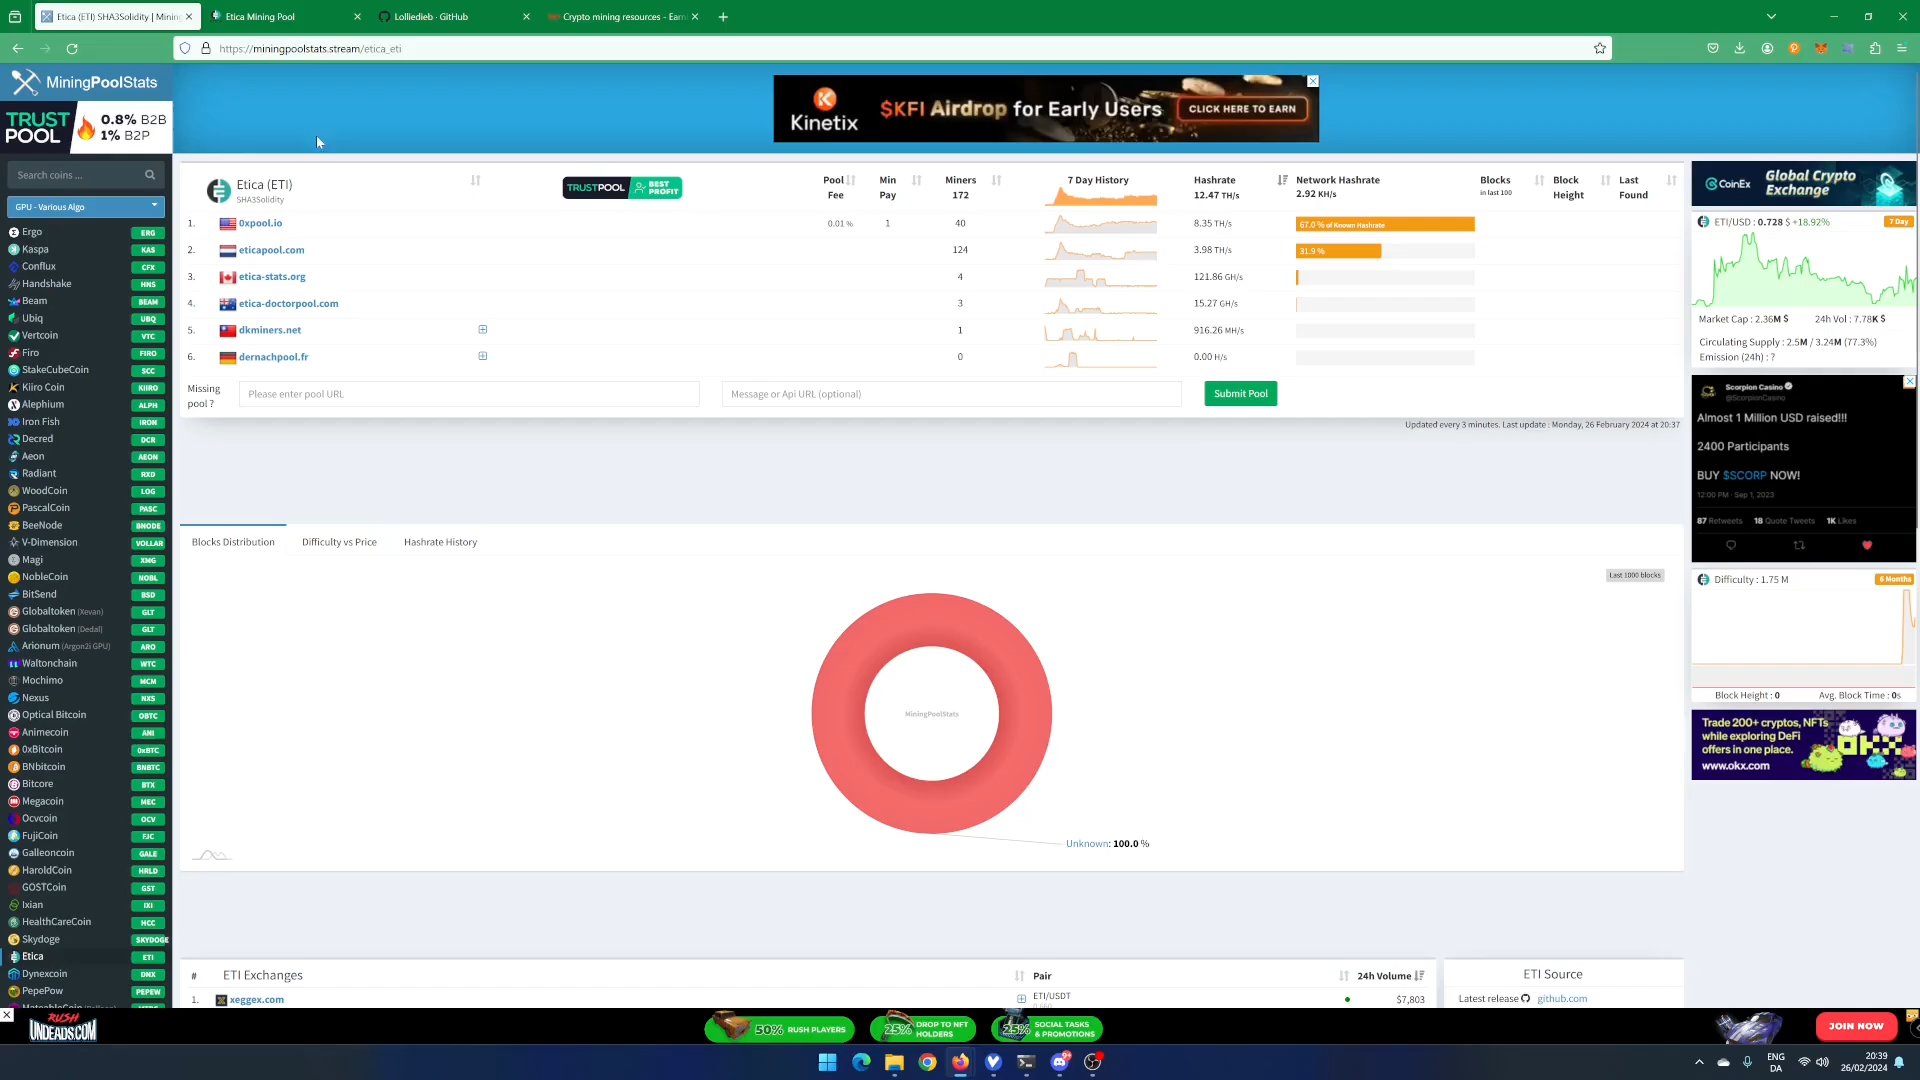 Etica (ETI) SHA3Solidity | Mining
Etica Mining Pool
Lolliedieb · GitHub
Crypto mining resources - Earn
https://miningpoolstats.stream/etica_eti
MiningPoolStats
TRUST POOL
0.8% B2B
1% B2P
Kinetix
$KFI Airdrop for Early Users
CLICK HERE TO EARN
Search coins ...
GPU - Various Algo
Ergo ERG
Kaspa KAS
Conflux CFX
Handshake HNS
Beam BEAM
Ubiq UBQ
Vertcoin VTC
Firo FIRO
StakeCubeCoin SCC
Kiiro Coin KIIRO
Alephium ALPH
Iron Fish IRON
Decred DCR
Aeon AEON
Radiant RXD
WoodCoin LOG
PascalCoin PASC
BeeNode BNODE
V-Dimension VOLLAR
Magi XMG
NobleCoin NOBL
BitSend BSD
Globaltoken (Xevan) GLT
Globaltoken (Dedal) GLT
Arionum (Argon2i GPU) ARO
Waltonchain WTC
Mochimo MCM
Nexus NXS
Optical Bitcoin OBTC
Animecoin ANI
0xBitcoin 0xBTC
BNbitcoin BNBTC
Bitcore BTX
Megacoin MEC
Ocvcoin OCV
FujiCoin FJC
Galleoncoin GALE
HaroldCoin HRLD
GOSTCoin GST
Ixian IXI
HealthCareCoin HCC
Skydoge SKYDOGE
Etica ETI
Dynexcoin DNX
PepePow PEPEW
Etica (ETI)
SHA3Solidity
TRUSTPOOL BEST PROFIT
Pool Fee
Min Pay
Miners 172
7 Day History
Hashrate 12.47 TH/s
Network Hashrate 2.92 KH/s
Blocks in last 100
Block Height
Last Found
1. 0xpool.io 0.01 % 1 40 8.35 TH/s 67.0 % of Known Hashrate
2. eticapool.com 124 3.98 TH/s 31.9 %
3. etica-stats.org 4 121.86 GH/s
4. etica-doctorpool.com 3 15.27 GH/s
5. dkminers.net 1 916.26 MH/s
6. dernachpool.fr 0 0.00 H/s
Missing pool ?
Please enter pool URL
Message or Api URL (optional)
Submit Pool
Updated every 3 minutes. Last update : Monday, 26 February 2024 at 20:37
Blocks Distribution
Difficulty vs Price
Hashrate History
Last 1000 blocks
MiningPoolStats
Unknown: 100.0 %
# ETI Exchanges Pair 24h Volume
1. xeggex.com ETI/USDT $7,803
ETI Source
Latest release github.com
CoinEx Global Crypto Exchange
ETI/USD : 0.728 $ +18.92% 7 Day
Market Cap : 2.36M $ 24h Vol : 7.78K $
Circulating Supply : 2.5M / 3.24M (77.3%)
Emission (24h) : ?
Scorpion Casino
@ScorpionCasino
Almost 1 Million USD raised!!!
2400 Participants
BUY $SCORP NOW!
12:00 PM · Sep 1, 2023
87 Retweets 18 Quote Tweets 1K Likes
Difficulty : 1.75 M 6 Months
Block Height : 0 Avg. Block Time : 0s
Trade 200+ cryptos, NFTs
while exploring DeFi
offers in one place.
www.okx.com
OKX
RUSH
UNDEADS.COM
50% RUSH PLAYERS
25% DROP TO NFT HOLDERS
25% SOCIAL TASKS & PROMOTIONS
JOIN NOW
ENG
DA
20:39
26/02/2024